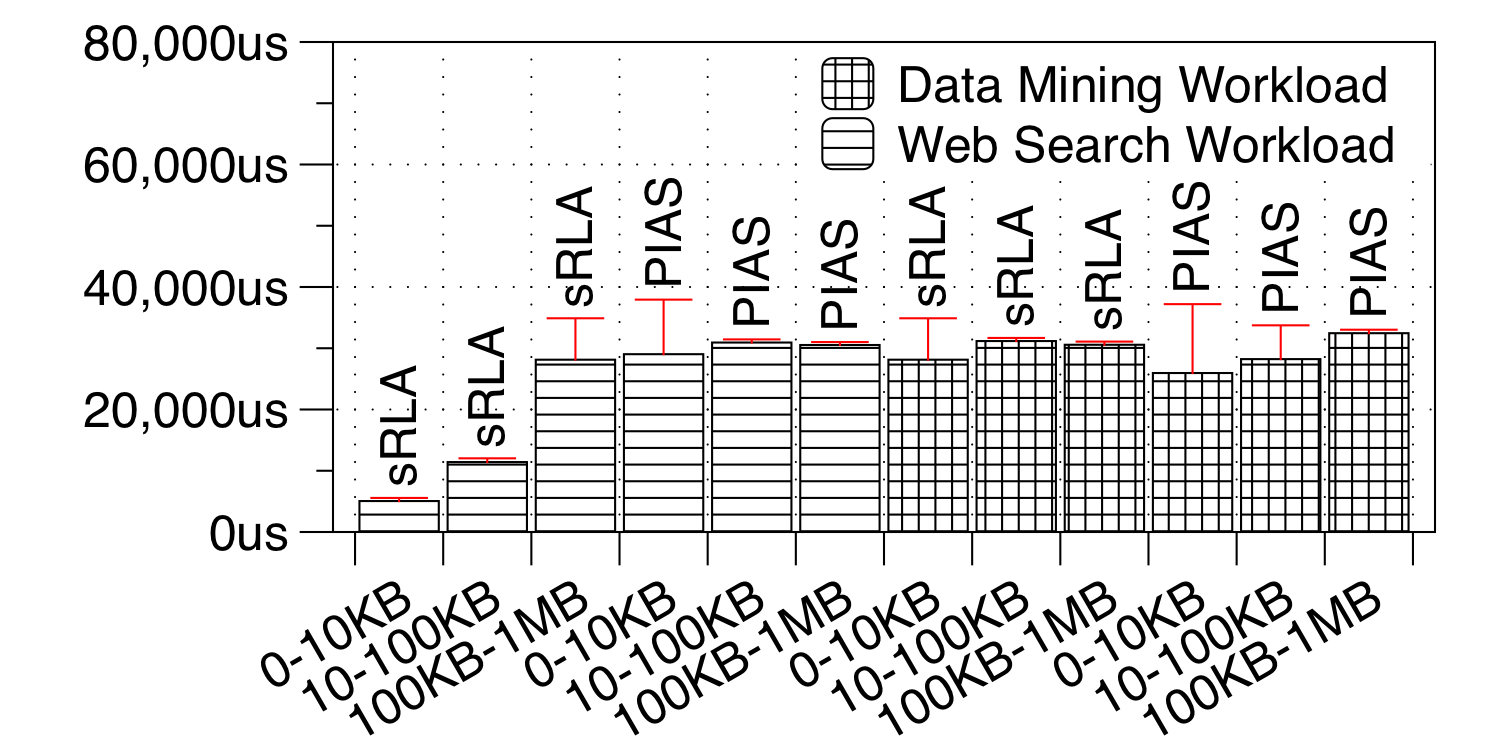 80,000us
60,000us
40,000us
20,000us
0us
Data Mining Workload
Web Search Workload
sRLA
sRLA
sRLA
PIAS
PIAS
PIAS
sRLA
sRLA
sRLA
PIAS
PIAS
PIAS
0-10KB
10-100KB
100KB-1MB
0-10KB
10-100KB
100KB-1MB
0-10KB
10-100KB
100KB-1MB
0-10KB
10-100KB
100KB-1MB